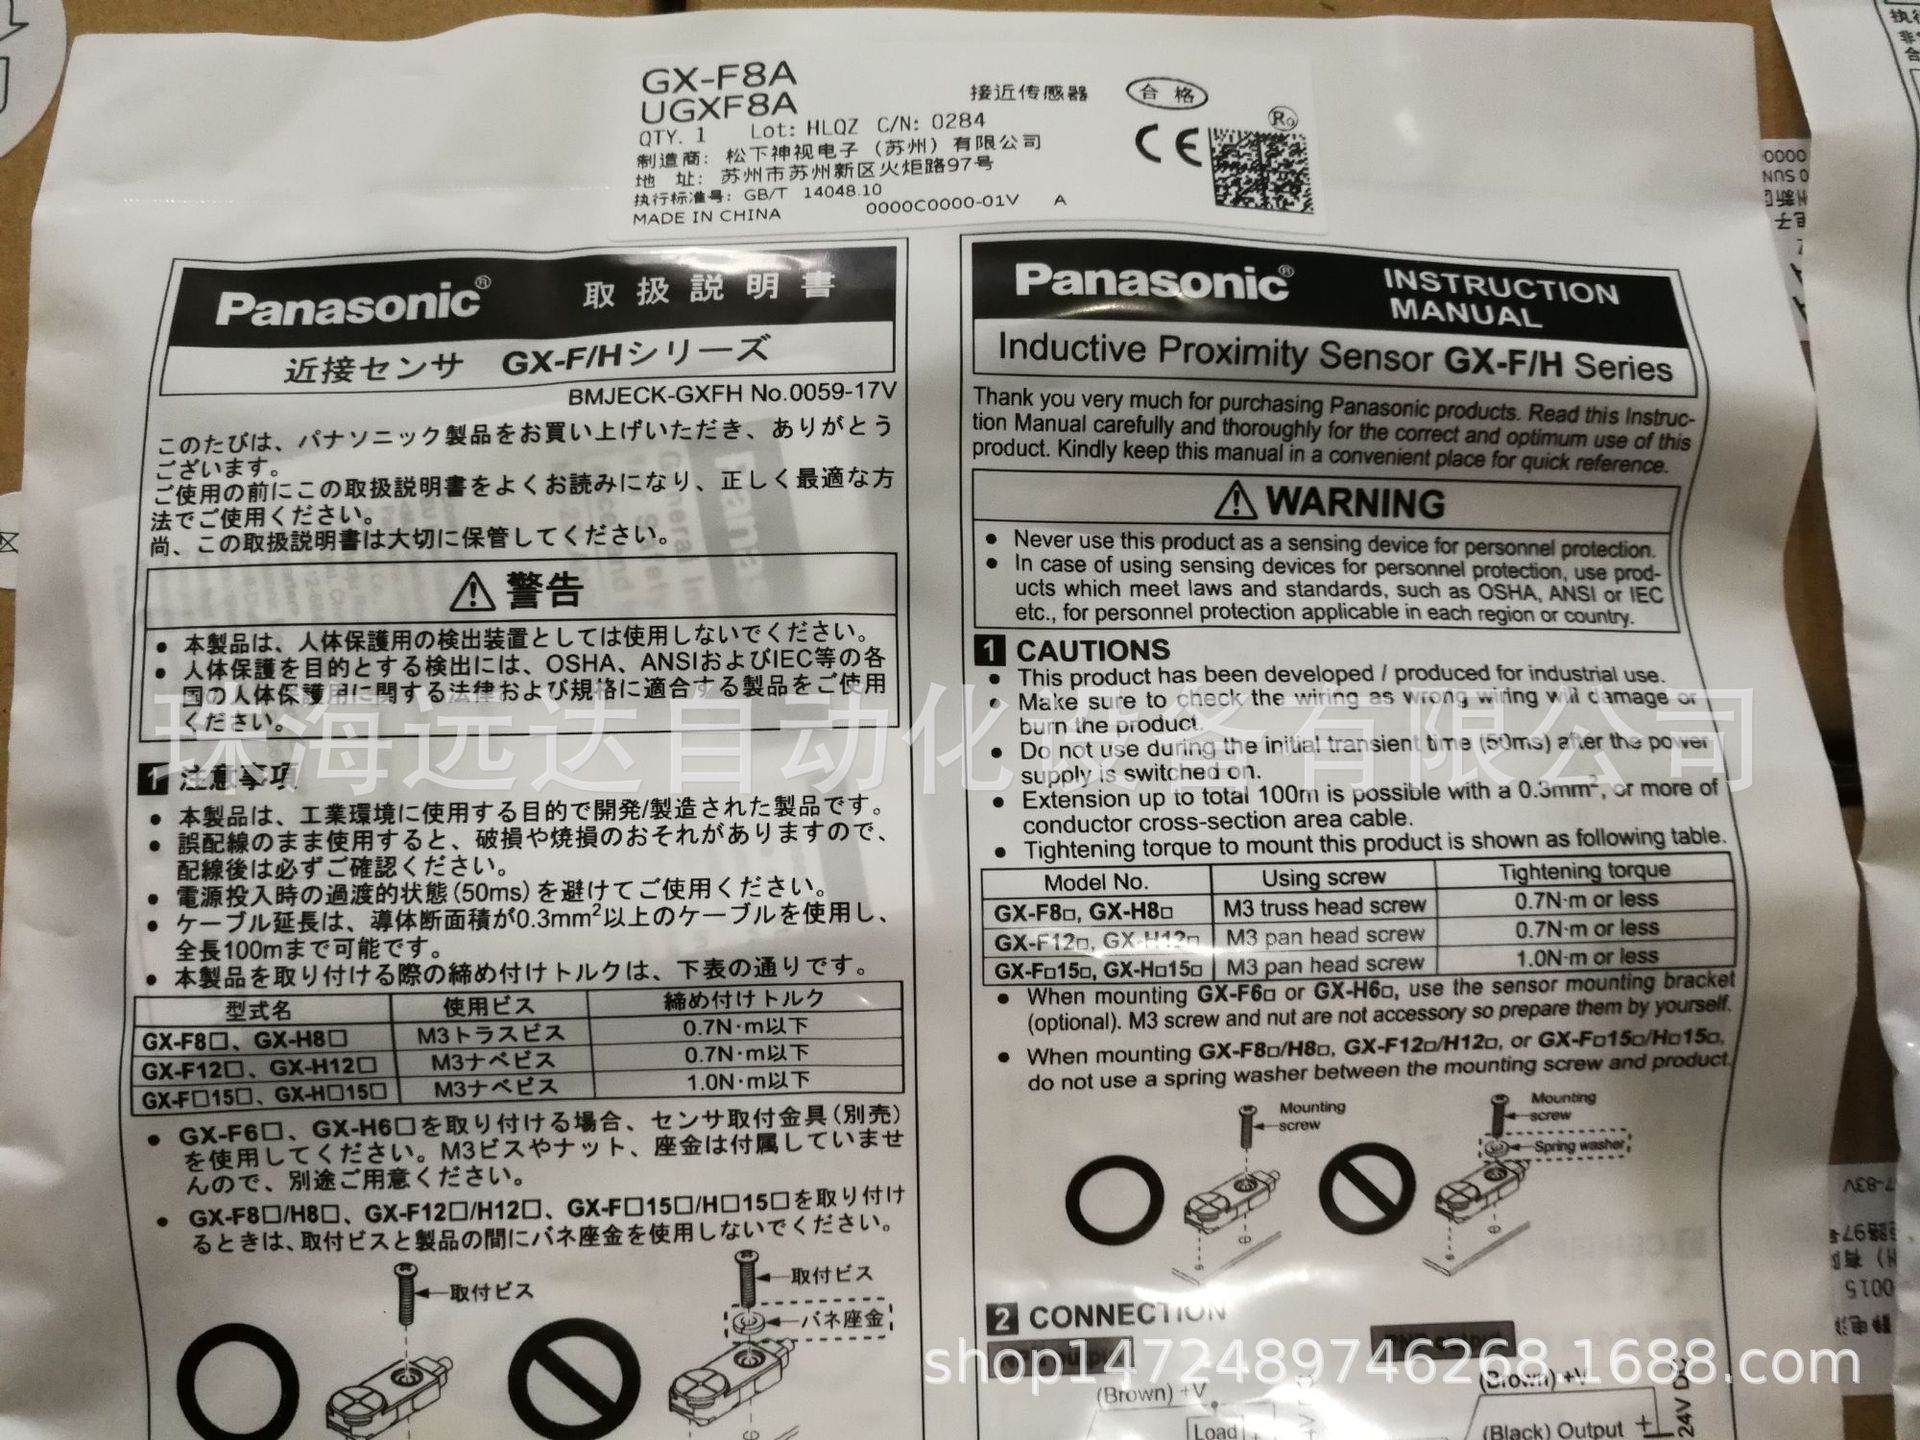 GX-F8A
UGXF8A
接近传感器
合格
QTY. 1 Lot: HLQZ C/N: 0284
制造商: 松下神视电子（苏州）有限公司
地 址: 苏州市苏州新区火炬路97号
执行标准号: GB/T 14048.10
MADE IN CHINA 0000C0000-01V A
CE
Panasonic® 取扱説明書
近接センサ GX-F/Hシリーズ
BMJECK-GXFH No.0059-17V
このたびは、パナソニック製品をお買い上げいただき、ありがとう
ございます。
ご使用の前にこの取扱説明書をよくお読みになり、正しく最適な方
法でご使用ください。
尚、この取扱説明書は大切に保管してください。
警告
● 本製品は、人体保護用の検出装置としては使用しないでください。
● 人体保護を目的とする検出には、OSHA、ANSIおよびIEC等の各
国の人体保護用に関する法律および規格に適合する製品をご使用
ください。
1 注意事項
● 本製品は、工業環境に使用する目的で開発/製造された製品です。
● 誤配線のまま使用すると、破損や焼損のおそれがありますので、
配線後は必ずご確認ください。
● 電源投入時の過渡的状態(50ms)を避けてご使用ください。
● ケーブル延長は、導体断面積が0.3mm²以上のケーブルを使用し、
全長100mまで可能です。
● 本製品を取り付ける際の締め付けトルクは、下表の通りです。
型式名 使用ビス 締め付けトルク
GX-F8□、GX-H8□ M3トラスビス 0.7N·m以下
GX-F12□、GX-H12□ M3ナベビス 0.7N·m以下
GX-F□15□、GX-H□15□ M3ナベビス 1.0N·m以下
● GX-F6□、GX-H6□を取り付ける場合、センサ取付金具(別売)
を使用してください。M3ビスやナット、座金は付属していませ
んので、別途ご用意ください。
● GX-F8□/H8□、GX-F12□/H12□、GX-F□15□/H□15□を取り付け
るときは、取付ビスと製品の間にバネ座金を使用しないでください。
取付ビス
取付ビス
バネ座金
Panasonic® INSTRUCTION
MANUAL
Inductive Proximity Sensor GX-F/H Series
Thank you very much for purchasing Panasonic products. Read this Instruc-
tion Manual carefully and thoroughly for the correct and optimum use of this
product. Kindly keep this manual in a convenient place for quick reference.
WARNING
● Never use this product as a sensing device for personnel protection.
● In case of using sensing devices for personnel protection, use prod-
ucts which meet laws and standards, such as OSHA, ANSI or IEC
etc., for personnel protection applicable in each region or country.
1 CAUTIONS
● This product has been developed / produced for industrial use.
● Make sure to check the wiring as wrong wiring will damage or
burn the product.
● Do not use during the initial transient time (50ms) after the power
supply is switched on.
● Extension up to total 100m is possible with a 0.3mm², or more of
conductor cross-section area cable.
● Tightening torque to mount this product is shown as following table.
Model No. Using screw Tightening torque
GX-F8□, GX-H8□ M3 truss head screw 0.7N·m or less
GX-F12□, GX-H12□ M3 pan head screw 0.7N·m or less
GX-F□15□, GX-H□15□ M3 pan head screw 1.0N·m or less
● When mounting GX-F6□ or GX-H6□, use the sensor mounting bracket
(optional). M3 screw and nut are not accessory so prepare them by yourself.
● When mounting GX-F8□/H8□, GX-F12□/H12□, or GX-F□15□/H□15□,
do not use a spring washer between the mounting screw and product.
Mounting
screw
Mounting
screw
Spring washer
2 CONNECTION
(Brown) +V
Load
(Brown) +V
(Black) Output
24V DC
珠海远达自动化设备有限公司
shop1472489746268.1688.com